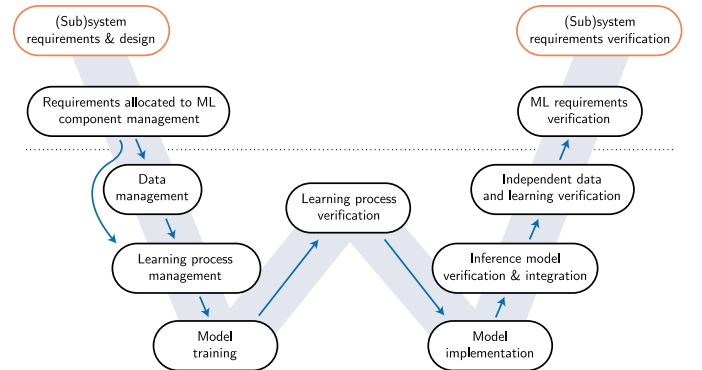 (Sub)system
requirements & design
(Sub)system
requirements verification
Requirements allocated to ML
component management
ML requirements
verification
Data
management
Learning process
verification
Independent data
and learning verification
Learning process
management
Inference model
verification & integration
Model
training
Model
implementation